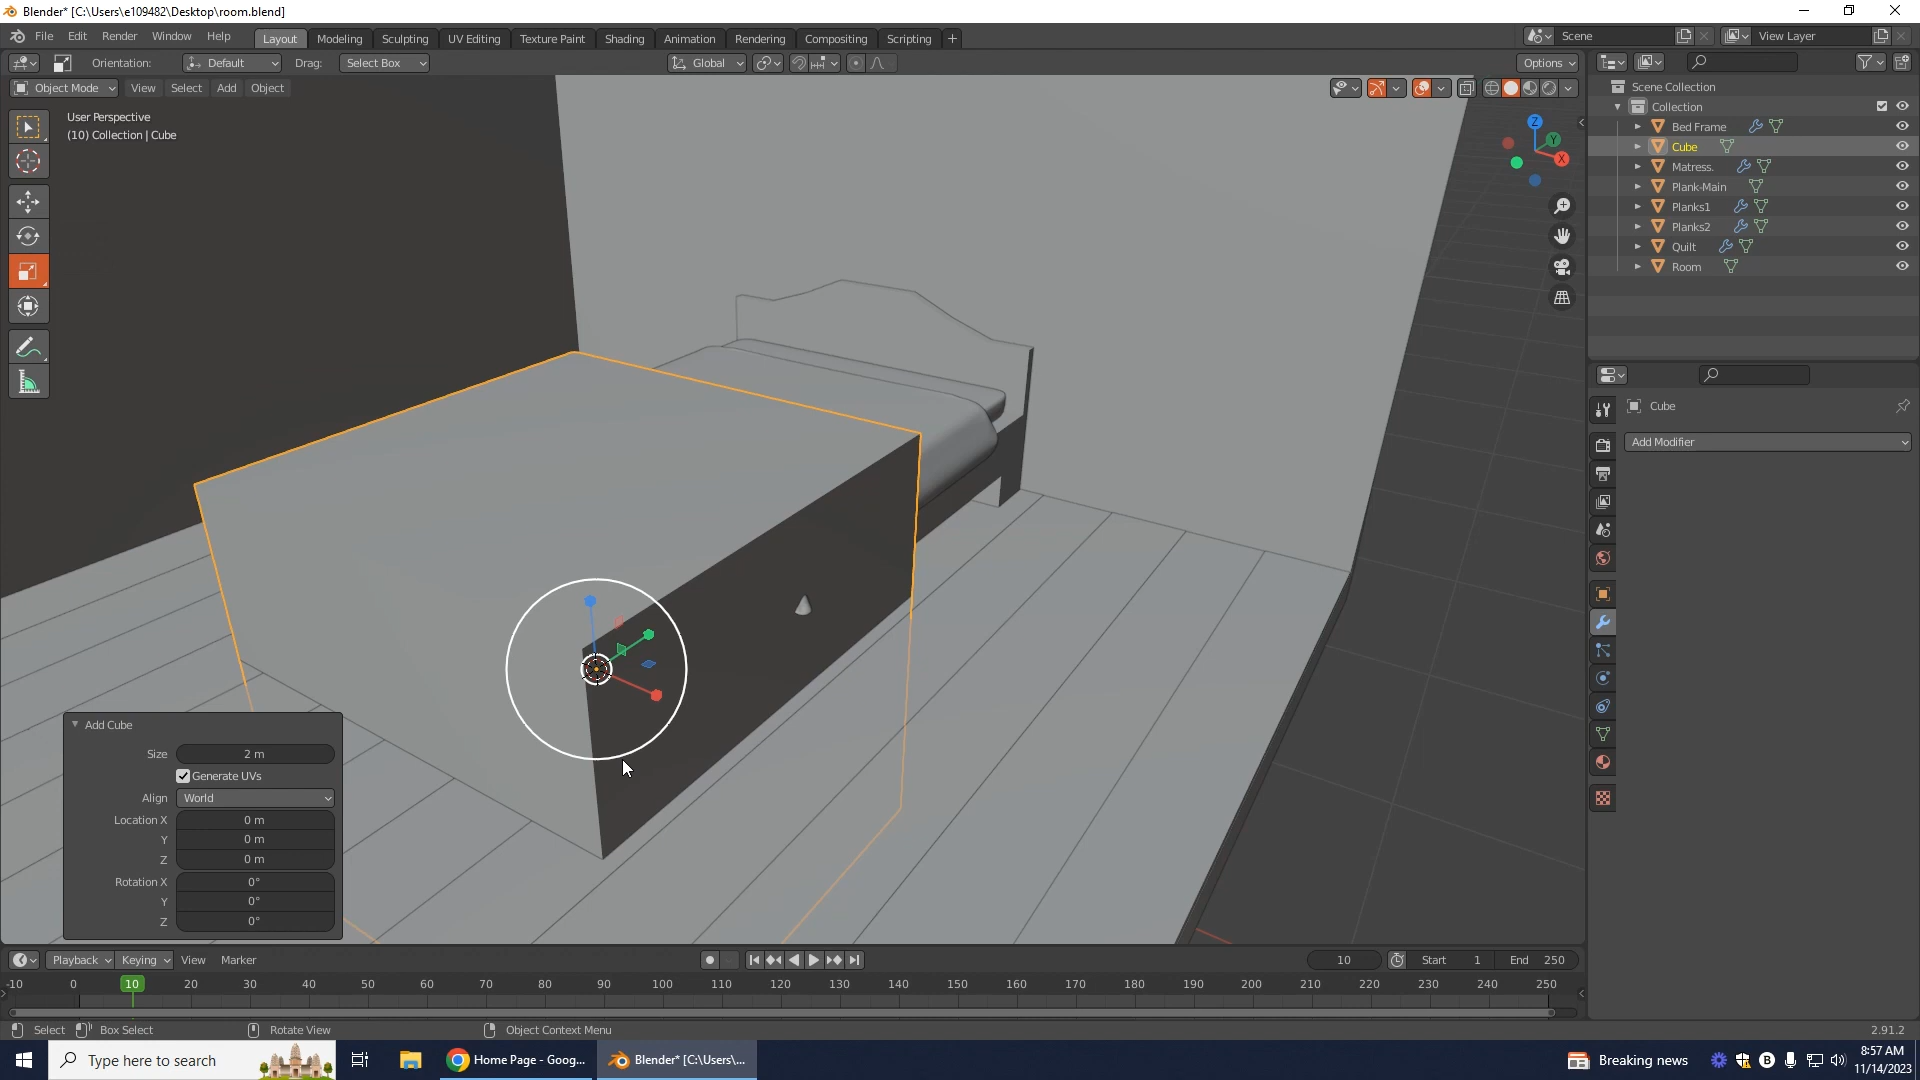 Blender* [C:\Users\e109482\Desktop\room.blend]
File Edit Render Window Help Layout Modeling Sculpting UV Editing Texture Paint Shading Animation Rendering Compositing Scripting + Scene View Layer
Orientation: Default Drag: Select Box Global Options
Object Mode View Select Add Object
User Perspective
(10) Collection | Cube
Z
Y
X
Scene Collection
Collection
Bed Frame
Cube
Matress.
Plank-Main
Planks1
Planks2
Quilt
Room
Cube
Add Modifier
Add Cube
Size 2 m
Generate UVs
Align World
Location X 0 m
Y 0 m
Z 0 m
Rotation X 0°
Y 0°
Z 0°
Playback Keying View Marker 10 Start 1 End 250
-10 0 10 20 30 40 50 60 70 80 90 100 110 120 130 140 150 160 170 180 190 200 210 220 230 240 250
Select Box Select Rotate View Object Context Menu 2.91.2
Type here to search Home Page - Goog... Blender* [C:\Users\... Breaking news
8:57 AM
11/14/2023